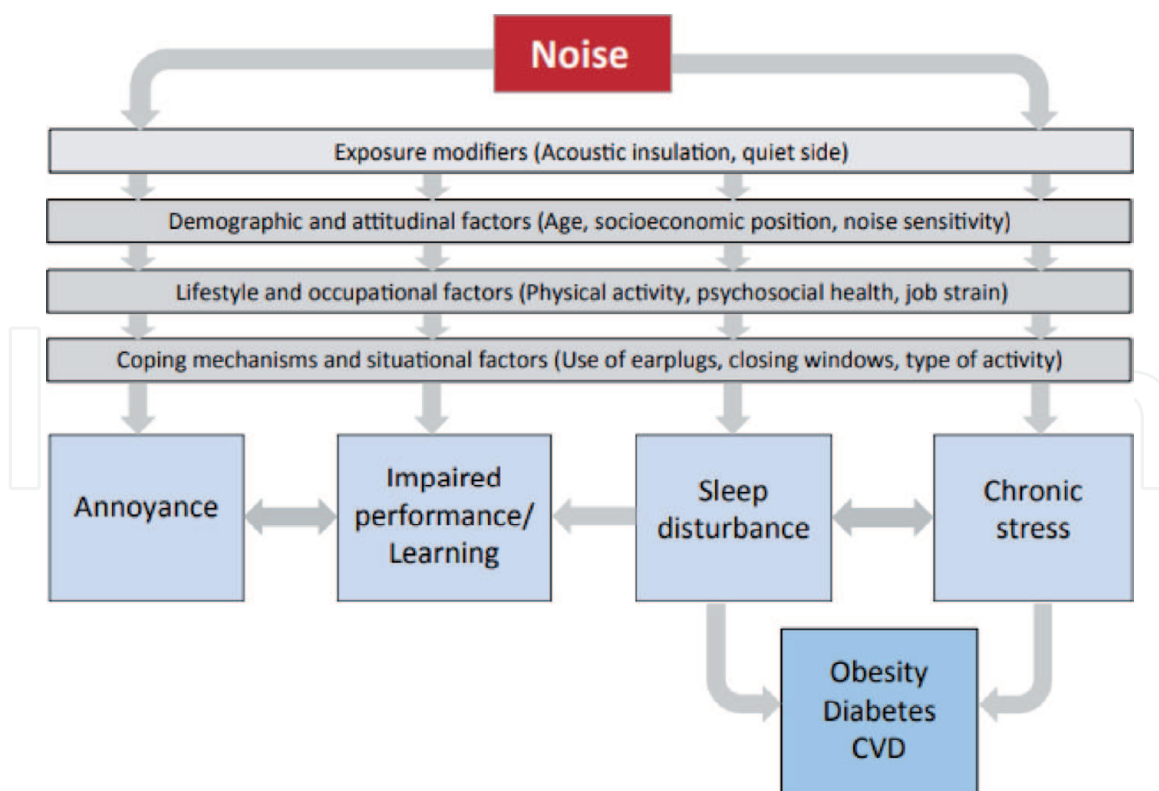 Noise
Exposure modifiers (Acoustic insulation, quiet side)
Demographic and attitudinal factors (Age, socioeconomic position, noise sensitivity)
Lifestyle and occupational factors (Physical activity, psychosocial health, job strain)
Coping mechanisms and situational factors (Use of earplugs, closing windows, type of activity)
Annoyance
Impaired
performance/
Learning
Sleep
disturbance
Chronic
stress
Obesity
Diabetes
CVD